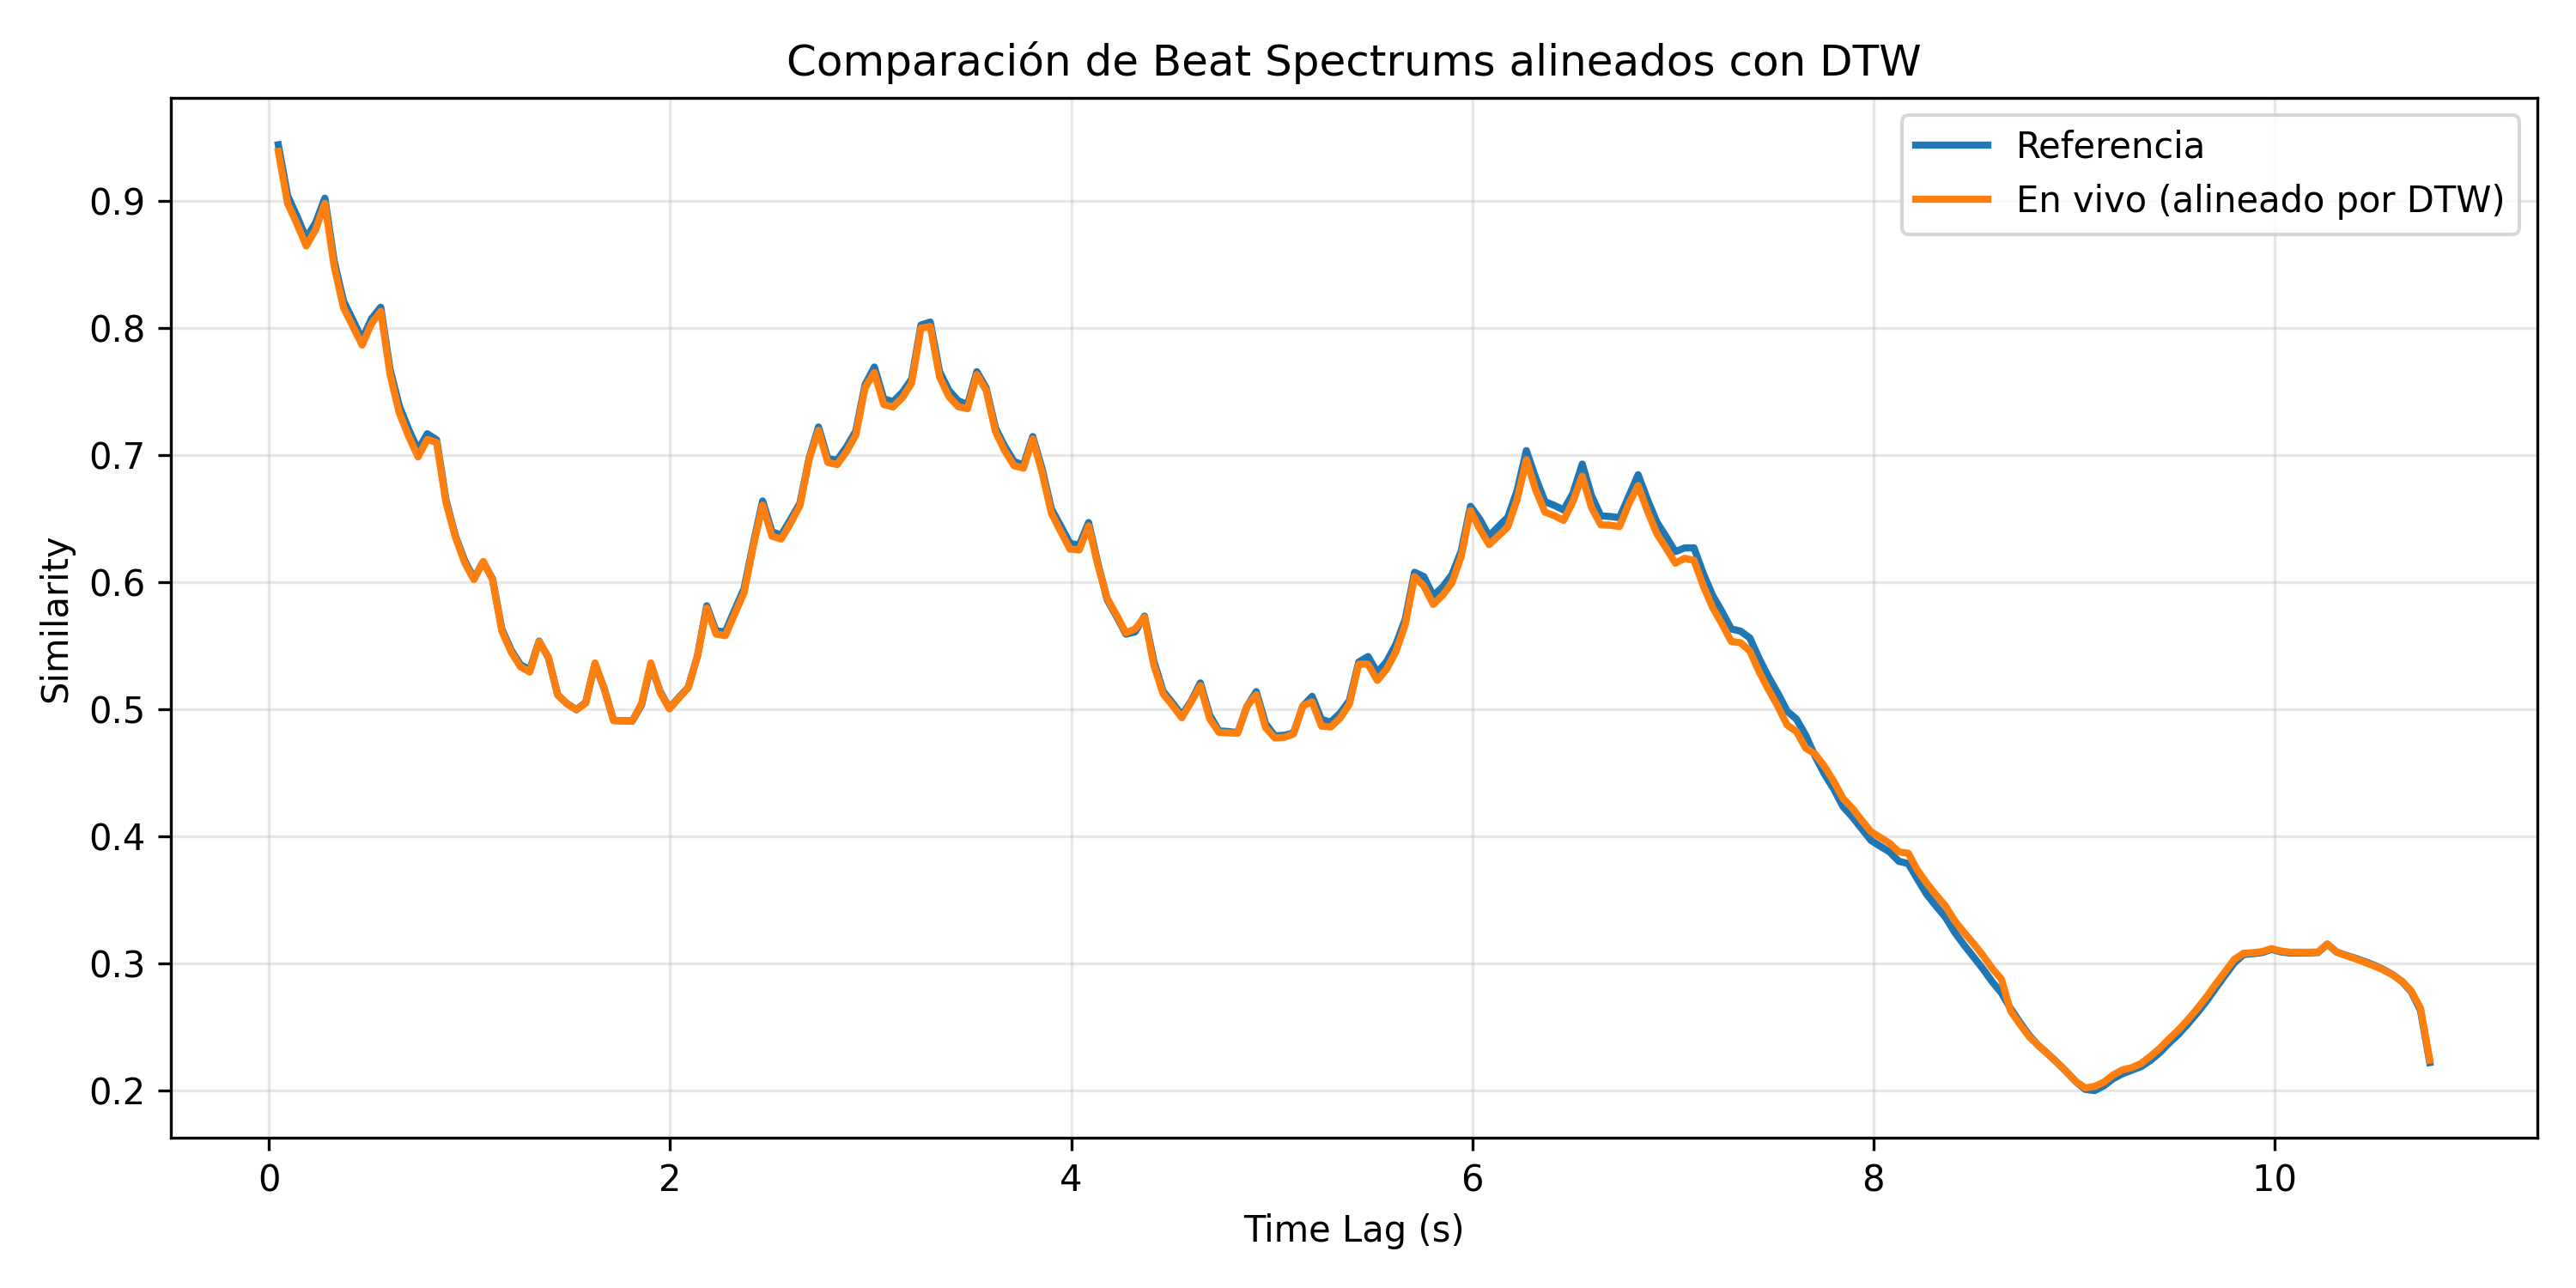 Comparación de Beat Spectrums alineados con DTW
Referencia
En vivo (alineado por DTW)
Similarity
0.9
0.8
0.7
0.6
0.5
0.4
0.3
0.2
0
2
4
6
8
10
Time Lag (s)